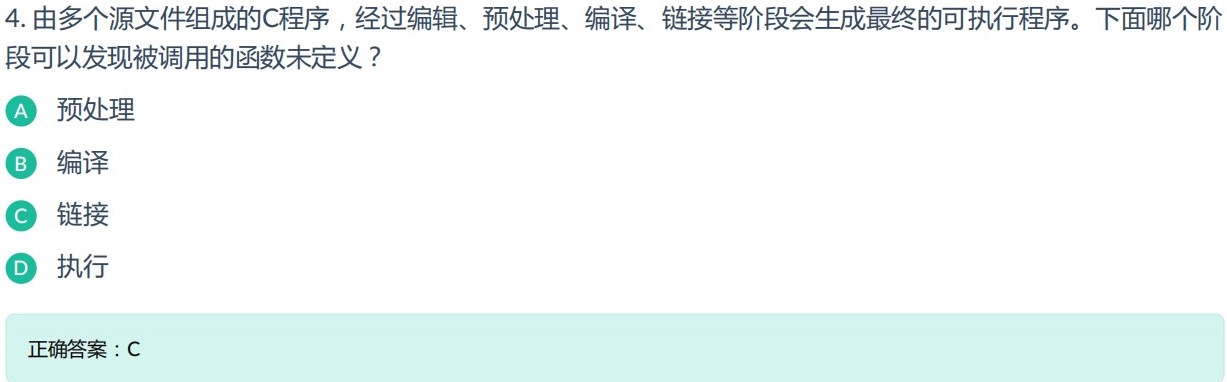 4. 由多个源文件组成的C程序，经过编辑、预处理、编译、链接等阶段会生成最终的可执行程序。下面哪个阶
段可以发现被调用的函数未定义？
A 预处理
B 编译
C 链接
D 执行
正确答案：C